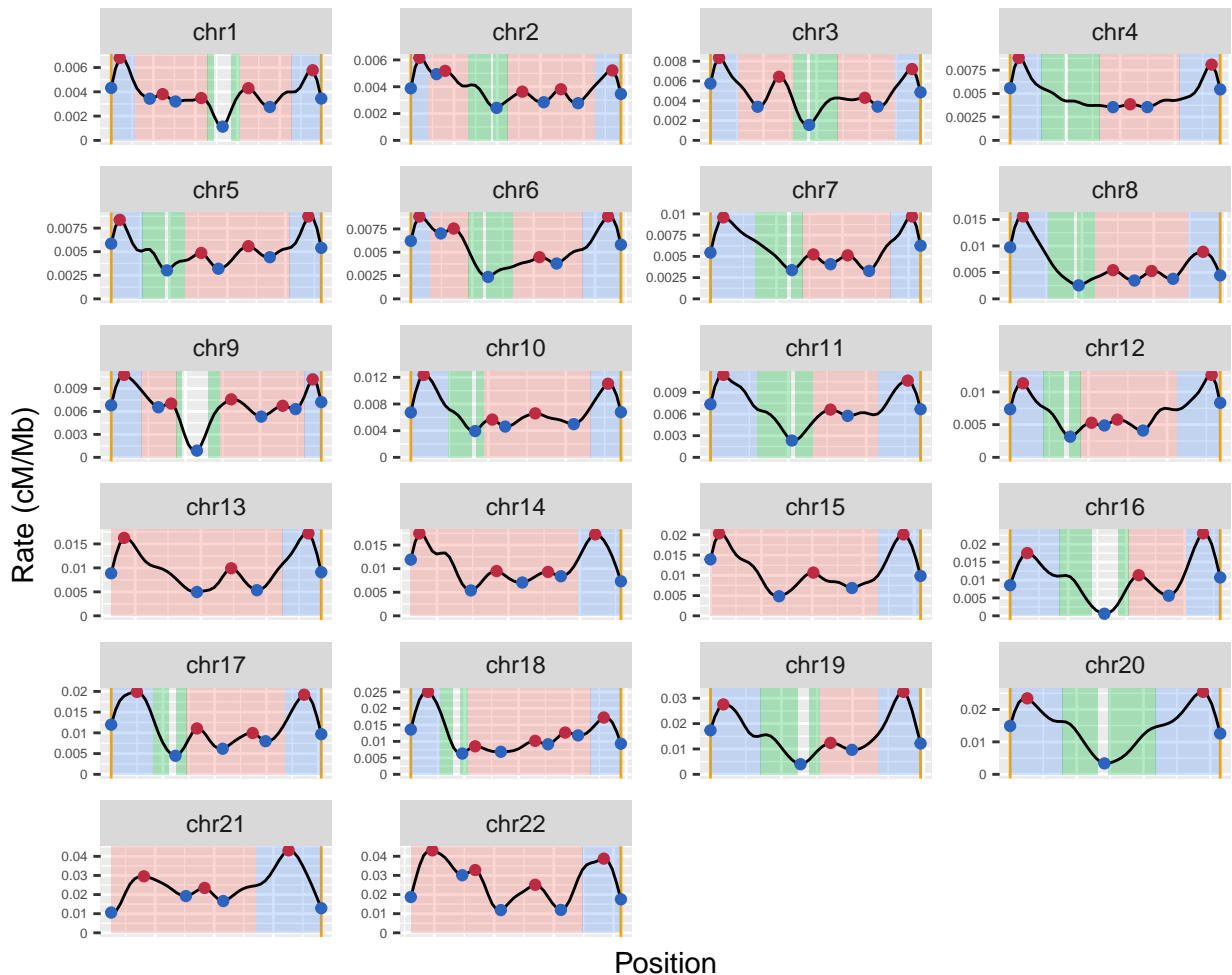 chr1 chr2 chr3 chr4
0.006 0.004 0.002 0
0.006 0.004 0.002 0
0.008 0.006 0.004 0.002 0
0.0075 0.005 0.0025 0
chr5 chr6 chr7 chr8
0.0075 0.005 0.0025 0
0.0075 0.005 0.0025 0
0.01 0.0075 0.005 0.0025 0
0.015 0.01 0.005 0
chr9 chr10 chr11 chr12
0.009 0.006 0.003 0
0.012 0.008 0.004 0
0.009 0.006 0.003 0
0.01 0.005 0
chr13 chr14 chr15 chr16
0.015 0.01 0.005 0
0.015 0.01 0.005 0
0.02 0.015 0.01 0.005 0
0.02 0.015 0.01 0.005 0
chr17 chr18 chr19 chr20
0.02 0.015 0.01 0.005 0
0.025 0.02 0.015 0.01 0.005 0
0.03 0.02 0.01 0
0.02 0.01 0
chr21 chr22
0.04 0.03 0.02 0.01 0
0.04 0.03 0.02 0.01 0
Rate (cM/Mb)
Position